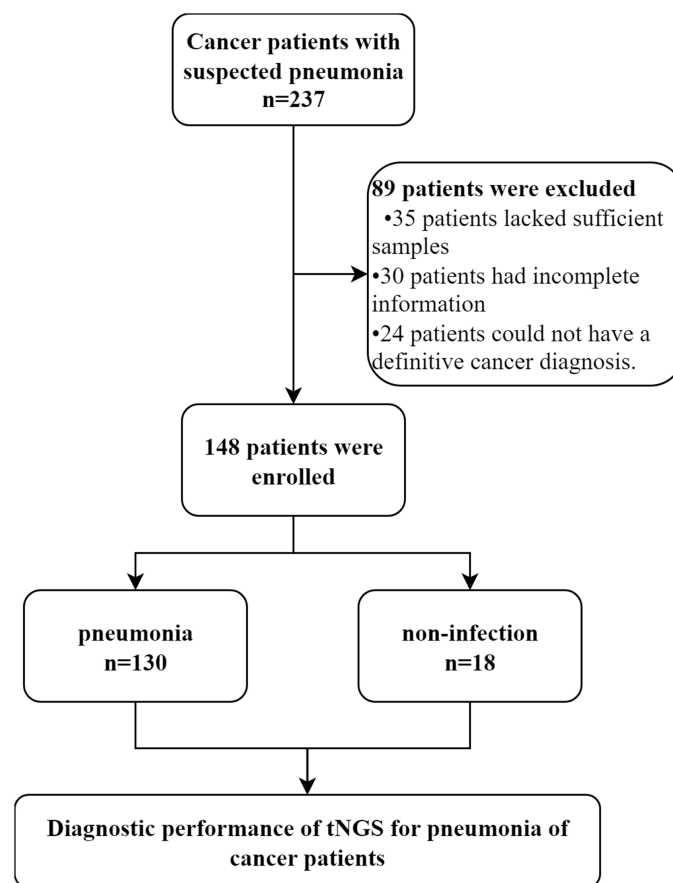 Cancer patients with
suspected pneumonia
n=237
89 patients were excluded
•35 patients lacked sufficient
samples
•30 patients had incomplete
information
•24 patients could not have a
definitive cancer diagnosis.
148 patients were
enrolled
pneumonia
n=130
non-infection
n=18
Diagnostic performance of tNGS for pneumonia of
cancer patients